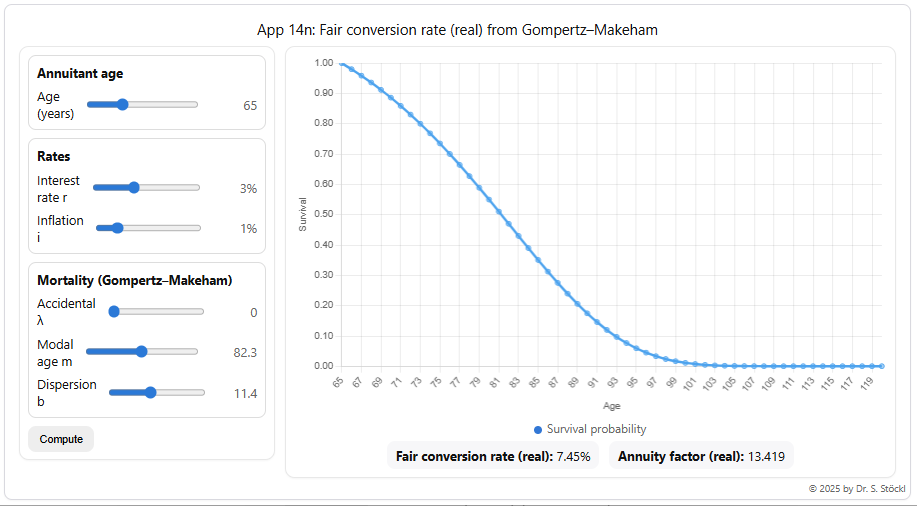 App 14n: Fair conversion rate (real) from Gompertz–Makeham
Annuitant age
Age
(years)
65
Rates
Interest
rate r
3%
Inflation
i
1%
Mortality (Gompertz–Makeham)
Accidental
λ
0
Modal
age m
82.3
Dispersion
b
11.4
Compute
1.00
0.90
0.80
0.70
0.60
0.50
0.40
0.30
0.20
0.10
0.00
Survival
65 67 69 71 73 75 77 79 81 83 85 87 89 91 93 95 97 99 101 103 105 107 109 111 113 115 117 119
Age
Survival probability
Fair conversion rate (real): 7.45% Annuity factor (real): 13.419
© 2025 by Dr. S. Stöckl